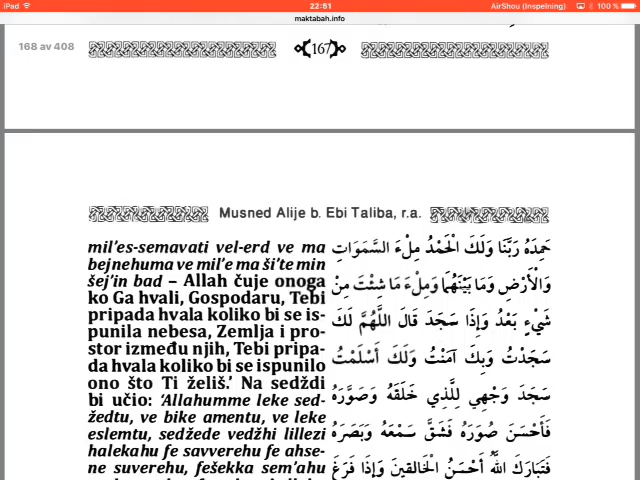 iPad 22:51 AirShou (Inspelning) 100 %
maktabah.info
168 av 408
167
Musned Alije b. Ebi Taliba, r.a.
mil’es-semavati vel-erd ve ma
bejnehuma ve mil’e ma ši’te min
šej’in bad – Allah čuje onoga
ko Ga hvali, Gospodaru, Tebi
pripada hvala koliko bi se is-
punila nebesa, Zemlja i pro-
stor između njih, Tebi pripa-
da hvala koliko bi se ispunilo
ono što Ti želiš.’ Na sedždi
bi učio: ‘Allahumme leke sed-
žedtu, ve bike amentu, ve leke
eslemtu, sedžede vedžhi lillezi
halekahu fe savverehu fe ahse-
ne suverehu, fešekka sem’ahu
حَمِدَهُ رَبَّنَا وَلَكَ الْحَمْدُ مِلْءَ السَّمَوَاتِ
وَالْأَرْضِ وَمَا بَيْنَهُمَا وَمِلْءَ مَا شِئْتَ مِنْ
شَيْءٍ بَعْدُ وَإِذَا سَجَدَ قَالَ اللَّهُمَّ لَكَ
سَجَدْتُ وَبِكَ آمَنْتُ وَلَكَ أَسْلَمْتُ
سَجَدَ وَجْهِي لِلَّذِي خَلَقَهُ وَصَوَّرَهُ
فَأَحْسَنَ صُوَرَهُ فَشَقَّ سَمْعَهُ وَبَصَرَهُ
فَتَبَارَكَ اللَّهُ أَحْسَنُ الْخَالِقِينَ وَإِذَا فَرَغَ